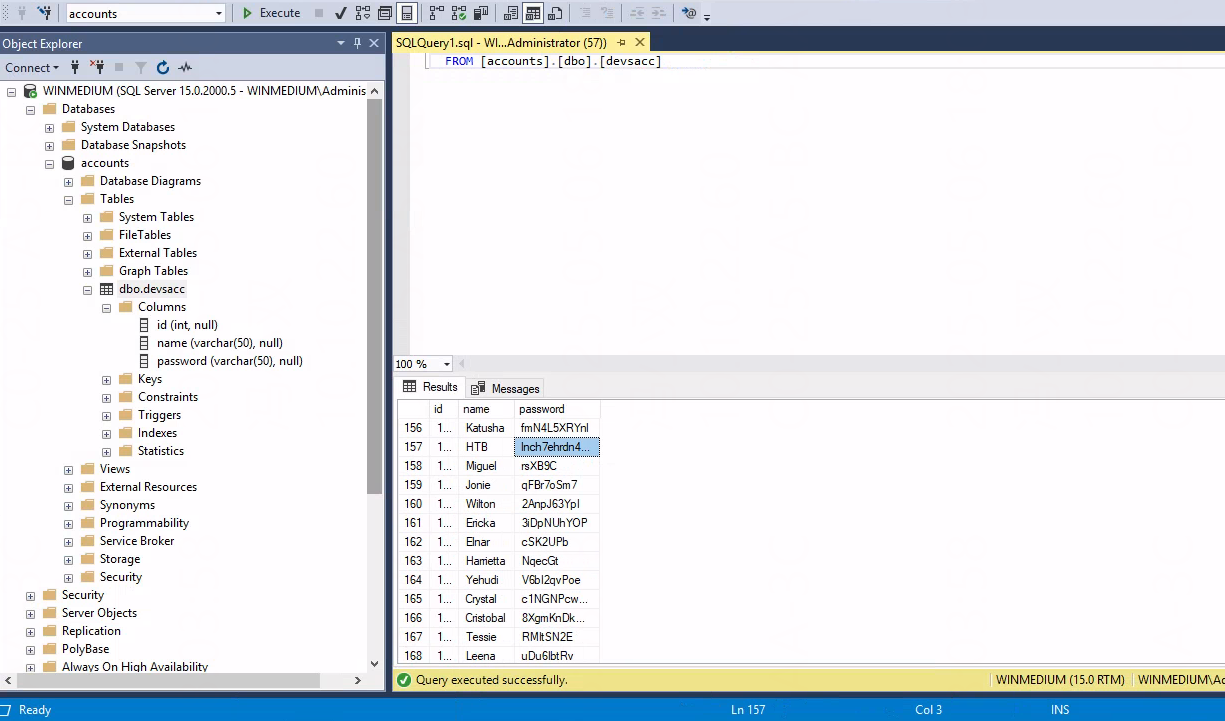 accounts
Execute
Object Explorer
Connect
WINMEDIUM (SQL Server 15.0.2000.5 - WINMEDIUM\Adminis
Databases
System Databases
Database Snapshots
accounts
Database Diagrams
Tables
System Tables
FileTables
External Tables
Graph Tables
dbo.devsacc
Columns
id (int, null)
name (varchar(50), null)
password (varchar(50), null)
Keys
Constraints
Triggers
Indexes
Statistics
Views
External Resources
Synonyms
Programmability
Service Broker
Storage
Security
Security
Server Objects
Replication
PolyBase
Always On High Availability
SQLQuery1.sql - WI...Administrator (57))
FROM [accounts].[dbo].[devsacc]
100 %
Results Messages
id name password
156 1... Katusha
157 1... HTB
158 1... Miguel rsXB9C
159 1... Jonie qFBr7oSm7
160 1... Wilton
161 1... Ericka 3iDpNUhYOP
162 1... Elnar cSK2UPb
163 1... Harrietta NqecGt
164 1... Yehudi
165 1... Crystal c1NGNPcw...
166 1... Cristobal 8XgmKnDk...
167 1... Tessie
168 1... Leena
Query executed successfully.
WINMEDIUM (15.0 RTM) WINMEDIUM\Ad
Ready Ln 157 Col 3 INS